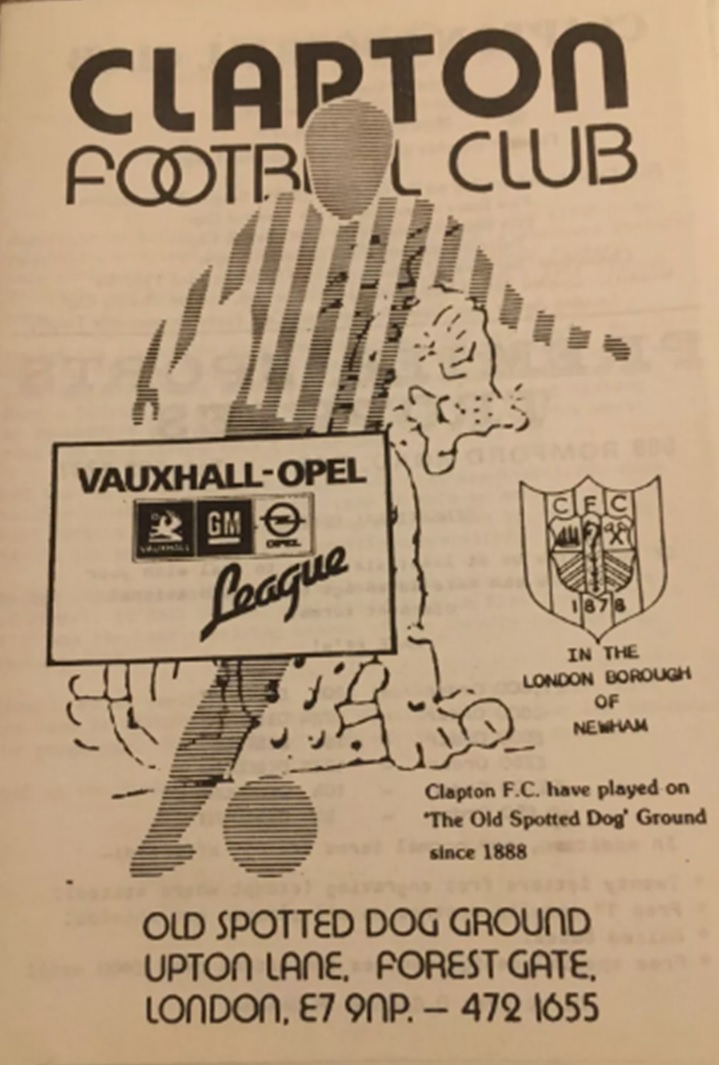 CLAPTON
FOOTB L CLUB
VAUXHALL-OPEL
VAUXHALL
GM
OPEL
League
C F C
1878
IN THE
LONDON BOROUGH
OF
NEWHAM
Clapton F.C. have played on
'The Old Spotted Dog' Ground
since 1888
OLD SPOTTED DOG GROUND
UPTON LANE, FOREST GATE,
LONDON, E7 9NP. — 472 1655